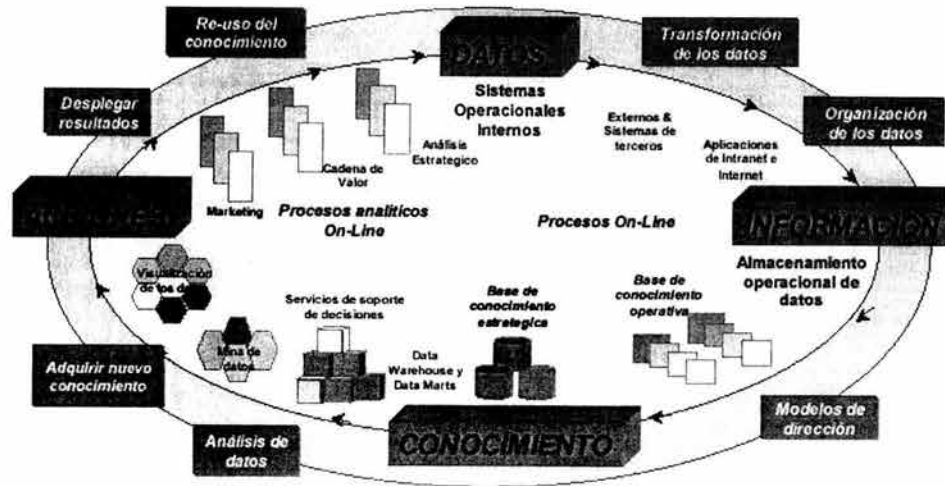 Re-uso del
conocimiento
DATOS
Transformación
de los datos
Desplegar
resultados
Sistemas
Operacionales
Internos
Organización
de los datos
Externos &
Sistemas de
terceros
Análisis
Estrategico
Aplicaciones
de Intranet e
Internet
Cadena de
Valor
Marketing
Procesos analíticos
On-Line
Procesos On-Line
INFORMACION
Visualización
de los
Almacenamiento
operacional de
datos
Servicios de soporte
de decisiones
Base de
conocimiento
estrategica
Base de
conocimiento
operativa
Mina de
datos
Data
Warehouse y
Data Marts
Adquirir nuevo
conocimiento
Análisis de
datos
CONOCIMIENTO
Modelos de
dirección